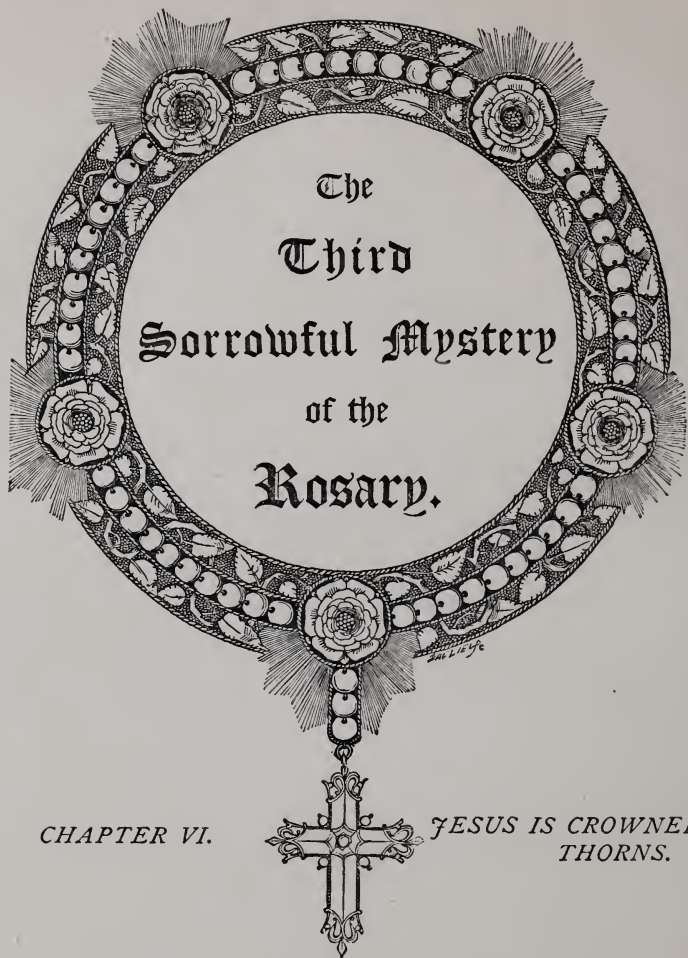 The
Third
Sorrowful Mystery
of the
Rosary.
CHAPTER VI.
JESUS IS CROWNE
THORNS.